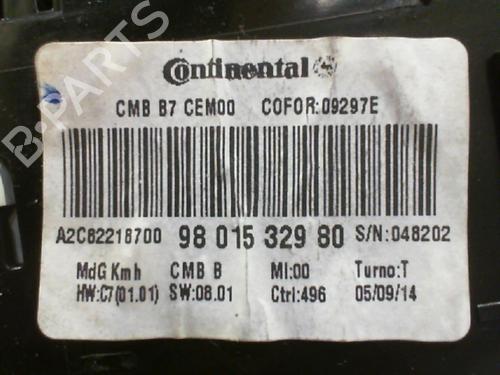 Continental
CMB B7 CEM00 COFOR:09297E
A2C82218700 98 015 329 80 S/N:048202
MdG Kmh CMB B MI:00 Turno:T
HW:C7(01.01) SW:08.01 Ctrl:496 05/09/14
B-PARTS